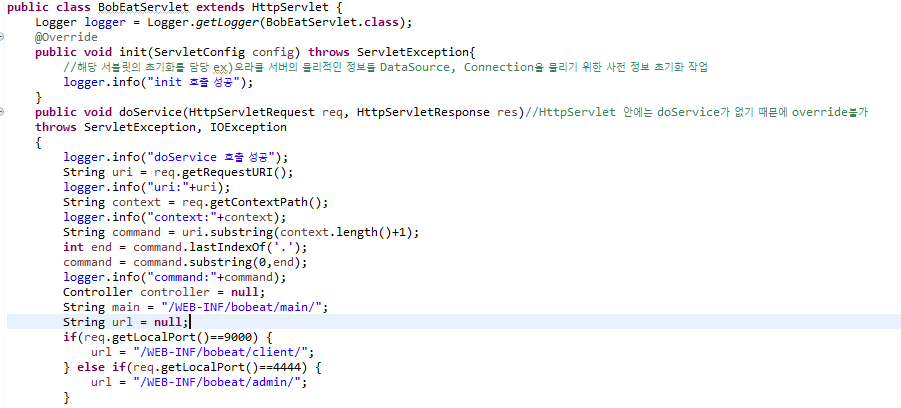 public class BobEatServlet extends HttpServlet {
    Logger logger = Logger.getLogger(BobEatServlet.class);
    @Override
    public void init(ServletConfig config) throws ServletException{
        //해당 서블릿의 초기화를 담당 ex)오라클 서버의 물리적인 정보들 DataSource, Connection을 물리기 위한 사전 정보 초기화 작업
        logger.info("init 호출 성공");
    }
    public void doService(HttpServletRequest req, HttpServletResponse res)//HttpServlet 안에는 doService가 없기 때문에 override불가
    throws ServletException, IOException
    {
        logger.info("doService 호출 성공");
        String uri = req.getRequestURI();
        logger.info("uri:"+uri);
        String context = req.getContextPath();
        logger.info("context:"+context);
        String command = uri.substring(context.length()+1);
        int end = command.lastIndexOf('.');
        command = command.substring(0,end);
        logger.info("command:"+command);
        Controller controller = null;
        String main = "/WEB-INF/bobeat/main/";
        String url = null;
        if(req.getLocalPort()==9000) {
            url = "/WEB-INF/bobeat/client/";
        } else if(req.getLocalPort()==4444) {
            url = "/WEB-INF/bobeat/admin/";
        }